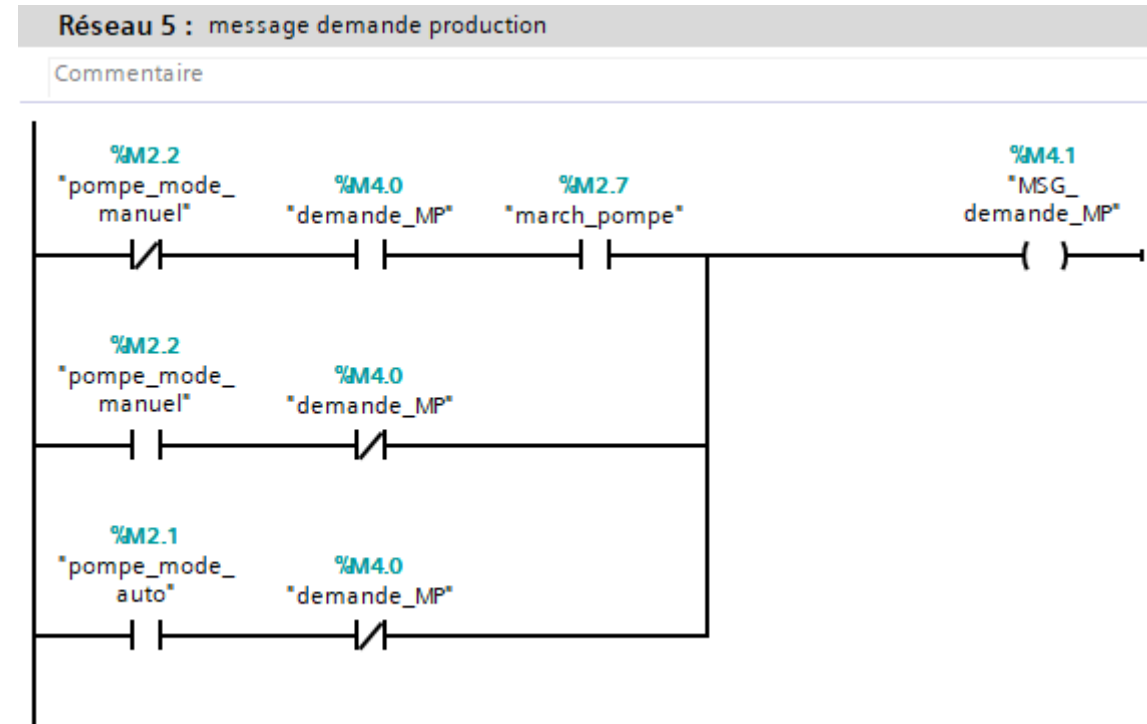 Réseau 5 : message demande production
Commentaire
%M2.2
"pompe_mode_
manuel"
%M4.0
"demande_MP"
%M2.7
"march_pompe"
%M4.1
"MSG_
demande_MP"
%M2.2
"pompe_mode_
manuel"
%M4.0
"demande_MP"
%M2.1
"pompe_mode_
auto"
%M4.0
"demande_MP"